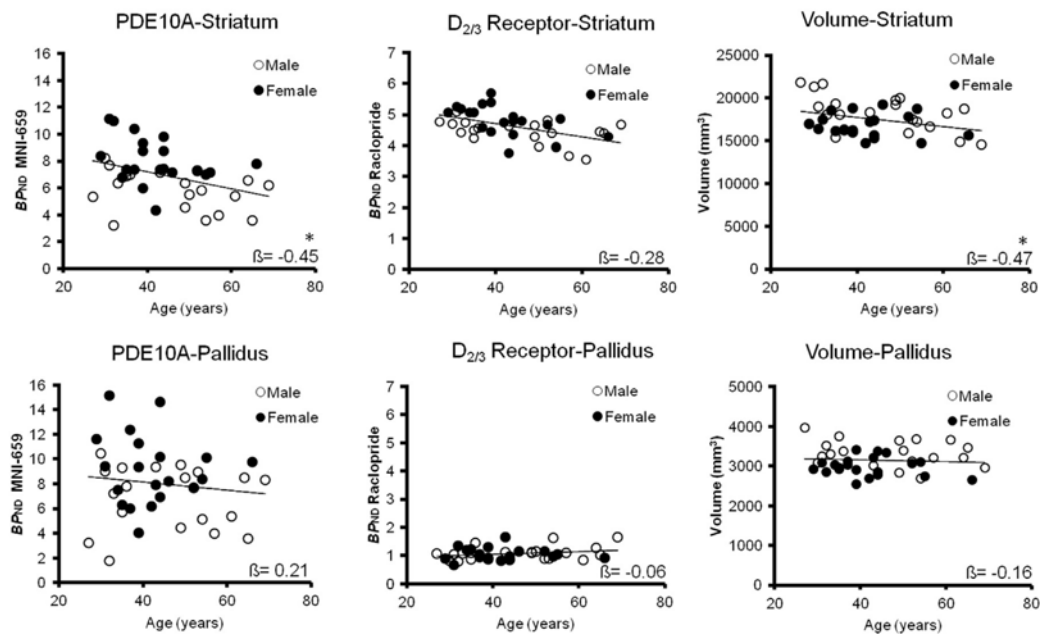 PDE10A-Striatum
16
14
12
10
8
6
4
2
0
BPND MNI-659
Male
Female
*
ß= -0.45
20 40 60 80
Age (years)
D2/3 Receptor-Striatum
7
6
5
4
3
2
1
0
BPND Raclopride
Male
Female
ß= -0.28
20 40 60 80
Age (years)
Volume-Striatum
25000
20000
15000
10000
5000
0
Volume (mm³)
Male
Female
*
ß= -0.47
20 40 60 80
Age (years)
PDE10A-Pallidus
16
14
12
10
8
6
4
2
0
BPND MNI-659
Male
Female
ß= 0.21
20 40 60 80
Age (years)
D2/3 Receptor-Pallidus
7
6
5
4
3
2
1
0
BPND Raclopride
Male
Female
ß= -0.06
20 40 60 80
Age (years)
Volume-Pallidus
5000
4000
3000
2000
1000
0
Volume (mm³)
Male
Female
ß= -0.16
20 40 60 80
Age (years)